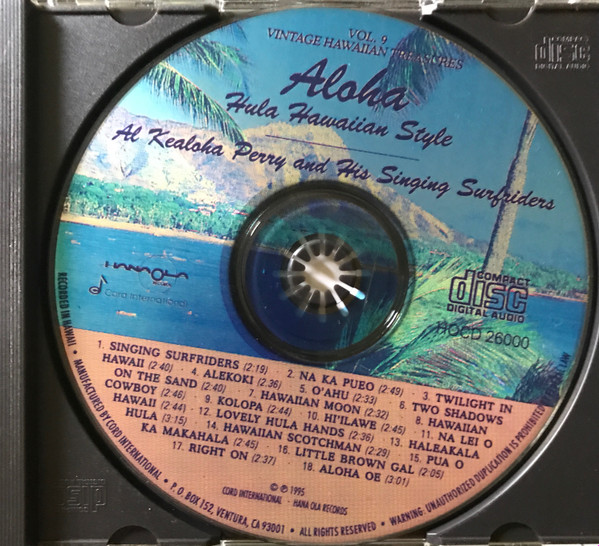 VOL. 9
VINTAGE HAWAIIAN TREASURES
Aloha
Hula Hawaiian Style
Al Kealoha Perry and His Singing Surfriders
COMPACT
disc
DIGITAL AUDIO
HANA OLA
RECORDS
Cord International
COMPACT
disc
DIGITAL AUDIO
HOCD 26000
1. SINGING SURFRIDERS (2:19) 2. NA KA PUEO (2:49) 3. TWILIGHT IN
HAWAII (2:40) 4. ALEKOKI (2:36) 5. O'AHU (2:33) 6. TWO SHADOWS
ON THE SAND (2:40) 7. HAWAIIAN MOON (2:32) 8. HAWAIIAN
COWBOY (2:46) 9. KOLOPA (2:44) 10. HI'ILAWE (2:45) 11. NA LEI O
HAWAII (2:44) 12. LOVELY HULA HANDS (2:36) 13. HALEAKALA
HULA (3:15) 14. HAWAIIAN SCOTCHMAN (2:29) 15. PUA O
KA MAKAHALA (2:45) 16. LITTLE BROWN GAL (2:05)
17. RIGHT ON (2:37) 18. ALOHA OE (3:01)
© ℗ 1995
CORD INTERNATIONAL - HANA OLA RECORDS
RECORDED IN HAWAII • MANUFACTURED BY CORD INTERNATIONAL • P.O. BOX 152, VENTURA, CA 93001 • ALL RIGHTS RESERVED • WARNING: UNAUTHORIZED DUPLICATION IS PROHIBITED LAW